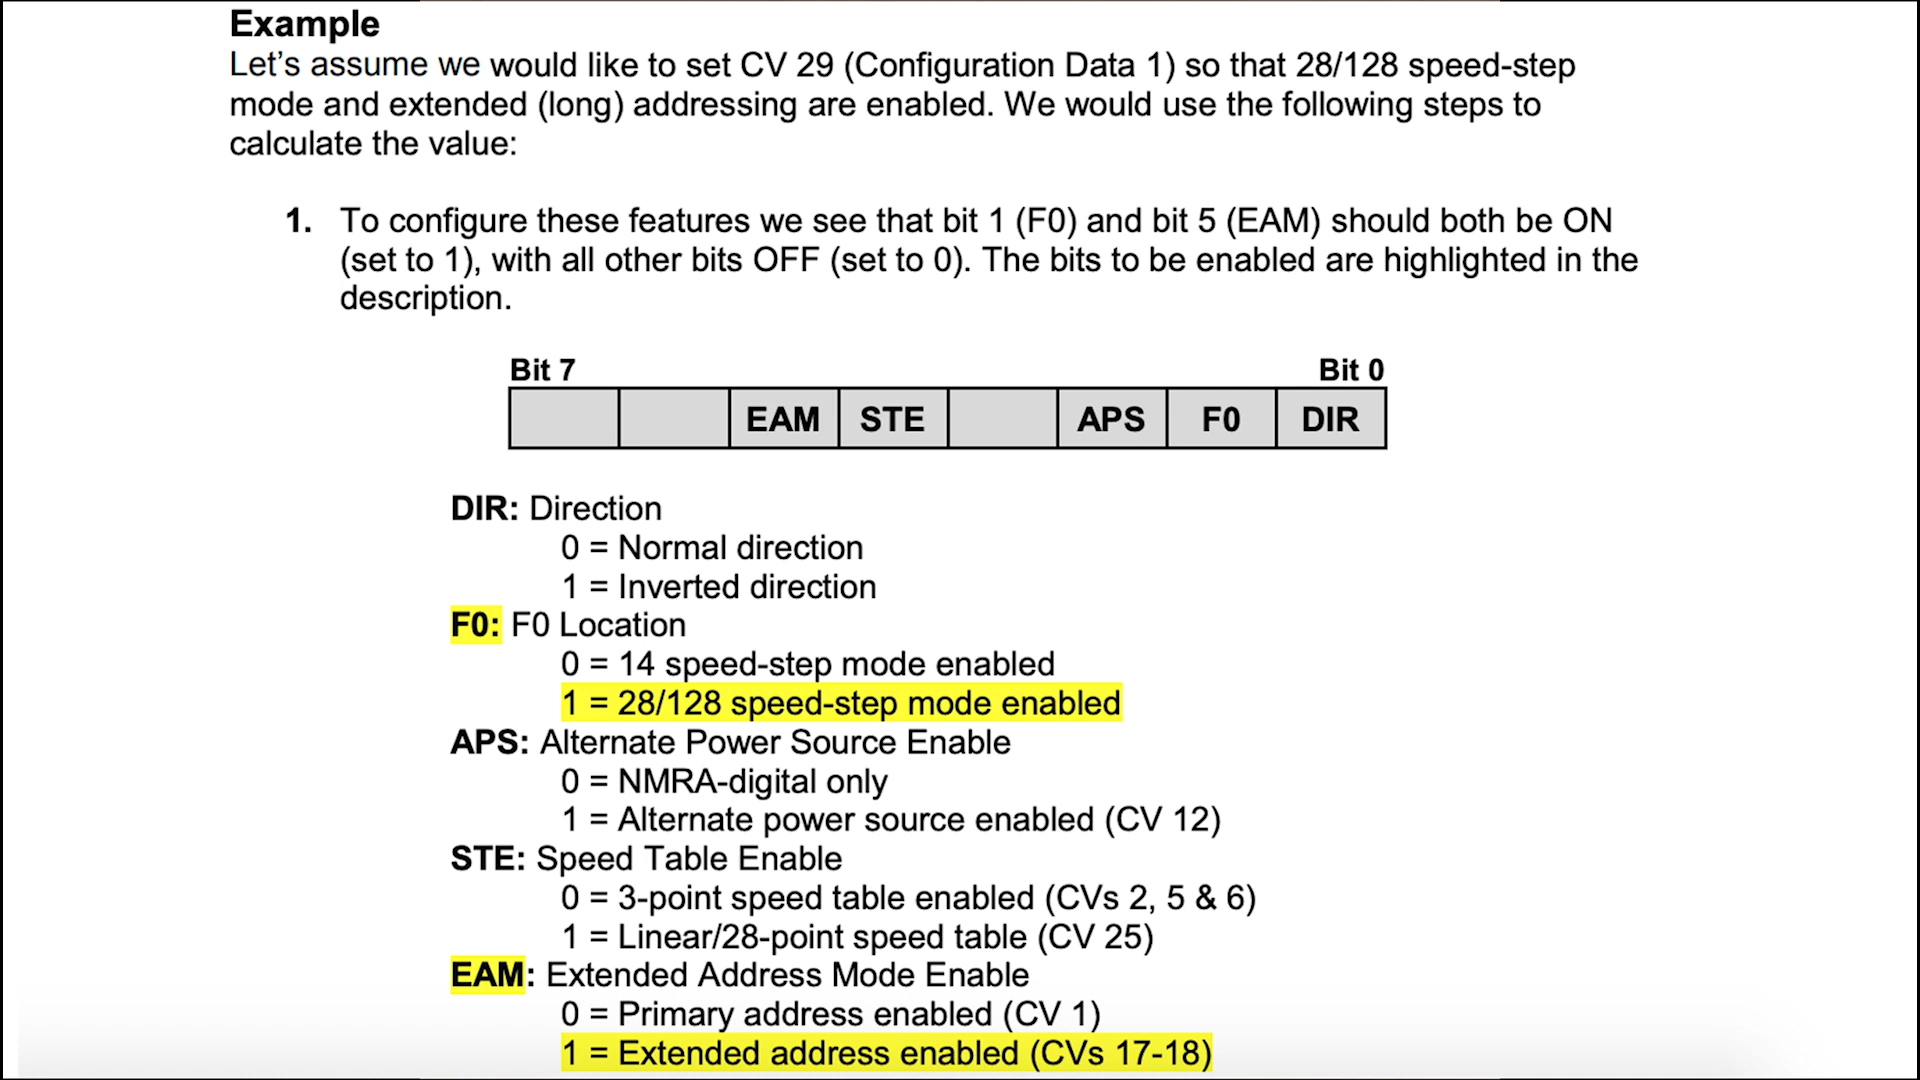 Example
Let's assume we would like to set CV 29 (Configuration Data 1) so that 28/128 speed-step
mode and extended (long) addressing are enabled. We would use the following steps to
calculate the value:
1. To configure these features we see that bit 1 (F0) and bit 5 (EAM) should both be ON
(set to 1), with all other bits OFF (set to 0). The bits to be enabled are highlighted in the
description.
Bit 7 Bit 0
EAM STE APS F0 DIR
DIR: Direction
0 = Normal direction
1 = Inverted direction
F0: F0 Location
0 = 14 speed-step mode enabled
1 = 28/128 speed-step mode enabled
APS: Alternate Power Source Enable
0 = NMRA-digital only
1 = Alternate power source enabled (CV 12)
STE: Speed Table Enable
0 = 3-point speed table enabled (CVs 2, 5 & 6)
1 = Linear/28-point speed table (CV 25)
EAM: Extended Address Mode Enable
0 = Primary address enabled (CV 1)
1 = Extended address enabled (CVs 17-18)